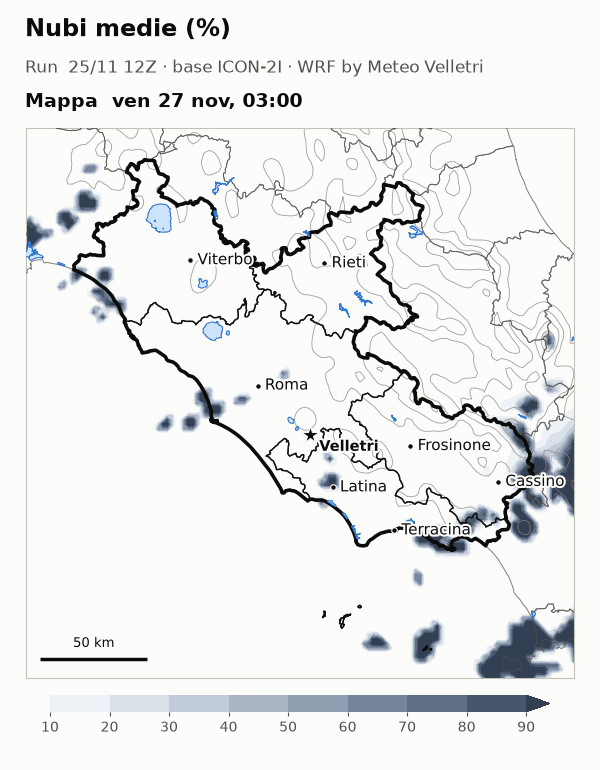 Nubi medie (%)
Run  25/11 12Z · base ICON-2I · WRF by Meteo Velletri
Mappa  ven 27 nov, 03:00
Viterbo
Rieti
Roma
Velletri
Frosinone
Cassino
Latina
Terracina
50 km
10 20 30 40 50 60 70 80 90